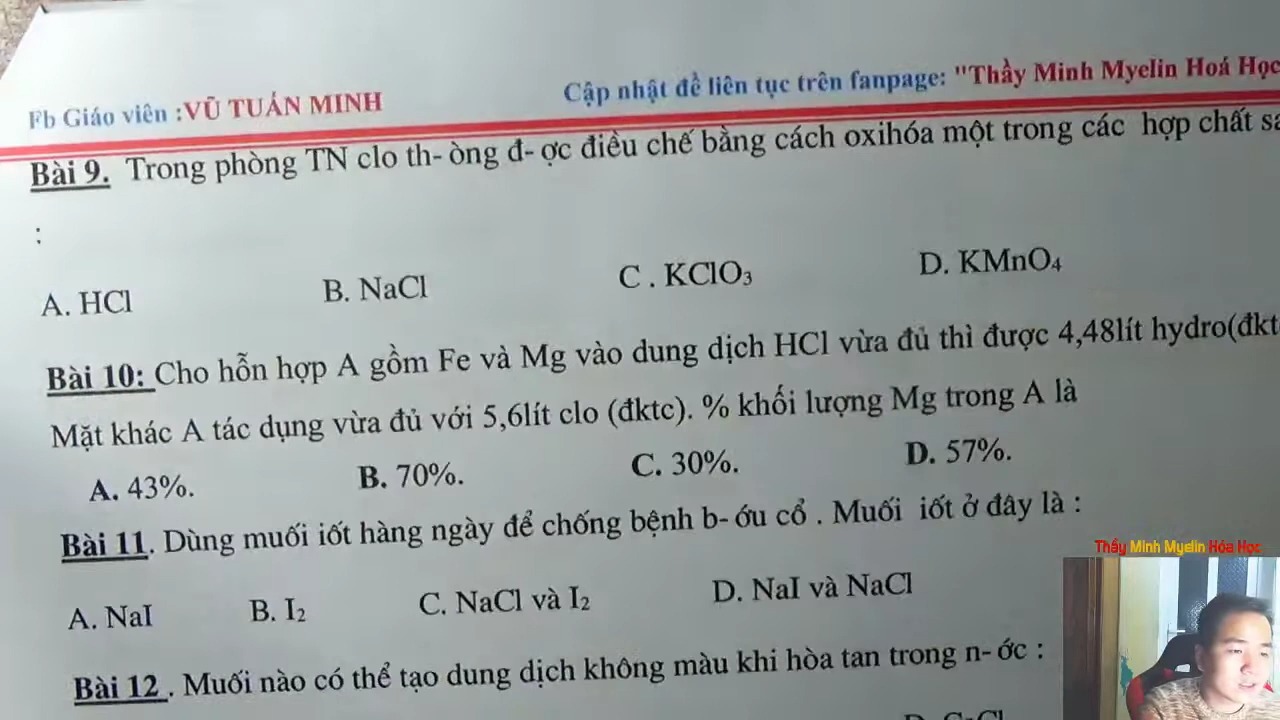 Fb Giáo viên :VŨ TUẤN MINH
Cập nhật đề liên tục trên fanpage: "Thầy Minh Myelin Hoá Học
Bài 9. Trong phòng TN clo th- òng đ- ợc điều chế bằng cách oxihóa một trong các hợp chất
:
A. HCl B. NaCl C . KClO₃ D. KMnO₄
Bài 10: Cho hỗn hợp A gồm Fe và Mg vào dung dịch HCl vừa đủ thì được 4,48lít hydro(đkt
Mặt khác A tác dụng vừa đủ với 5,6lít clo (đktc). % khối lượng Mg trong A là
A. 43%. B. 70%. C. 30%. D. 57%.
Bài 11. Dùng muối iốt hàng ngày để chống bệnh b- ớu cổ . Muối iốt ở đây là :
A. NaI B. I₂ C. NaCl và I₂ D. NaI và NaCl
Thầy Minh Myelin Hóa Học
Bài 12 . Muối nào có thể tạo dung dịch không màu khi hòa tan trong n- ớc :